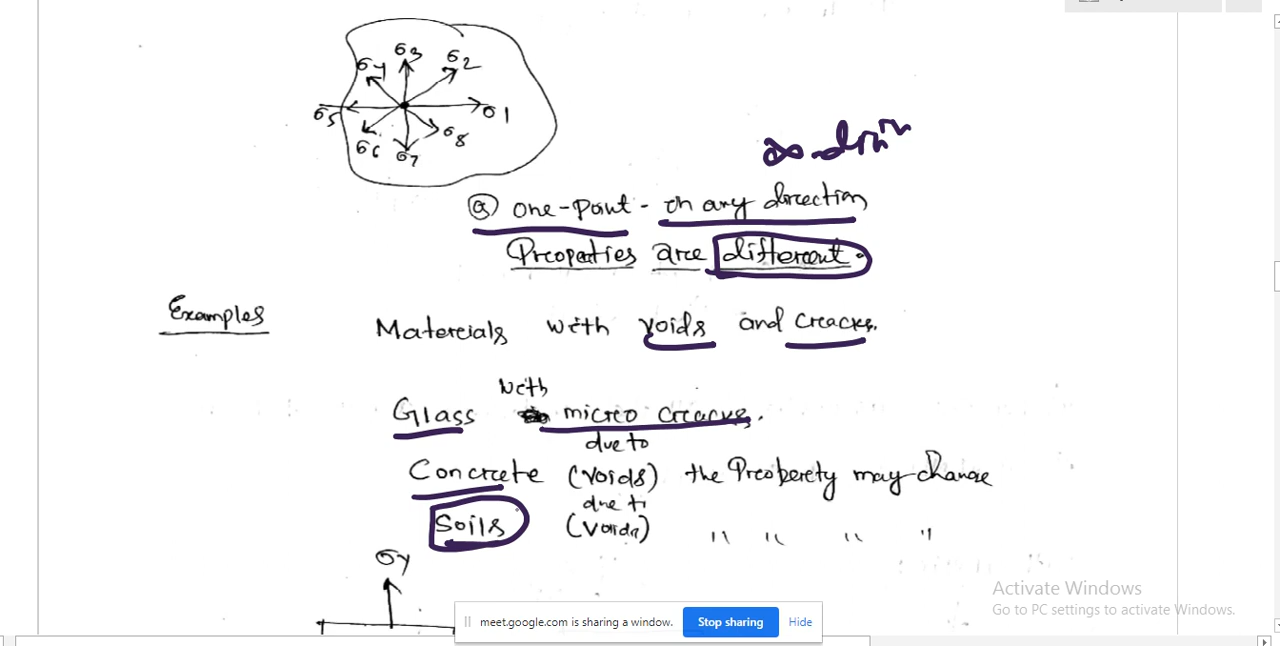 σ3
σ2
σ4
σ1
σ5
σ8
σ6
σ7
∞-dirn
(a) one-point - in any direction
Properties are different.
Examples
Materials with voids and cracks.
with
Glass micro cracks.
due to
Concrete (voids) the Property may change
due to
Soils (voids) " " " "
σy
Activate Windows
Go to PC settings to activate Windows.
meet.google.com is sharing a window. Stop sharing Hide